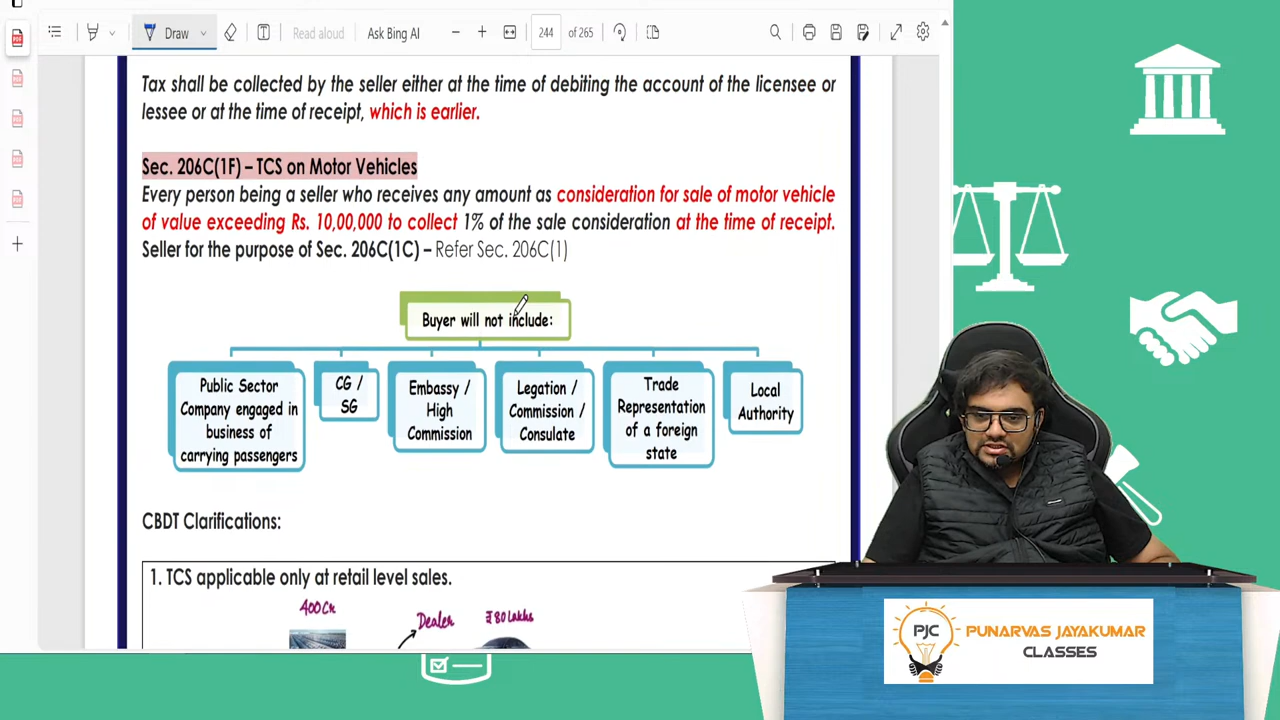 Draw
Read aloud
Ask Bing AI
244 of 265
Tax shall be collected by the seller either at the time of debiting the account of the licensee or
lessee or at the time of receipt, which is earlier.
Sec. 206C(1F) – TCS on Motor Vehicles
Every person being a seller who receives any amount as consideration for sale of motor vehicle
of value exceeding Rs. 10,00,000 to collect 1% of the sale consideration at the time of receipt.
Seller for the purpose of Sec. 206C(1C) – Refer Sec. 206C(1)
Buyer will not include:
Public Sector
Company engaged in
business of
carrying passengers
CG /
SG
Embassy /
High
Commission
Legation /
Commission /
Consulate
Trade
Representation
of a foreign
state
Local
Authority
CBDT Clarifications:
1. TCS applicable only at retail level sales.
400Cr
Dealer
₹80 Lakhs
PJC
PUNARVAS JAYAKUMAR
CLASSES